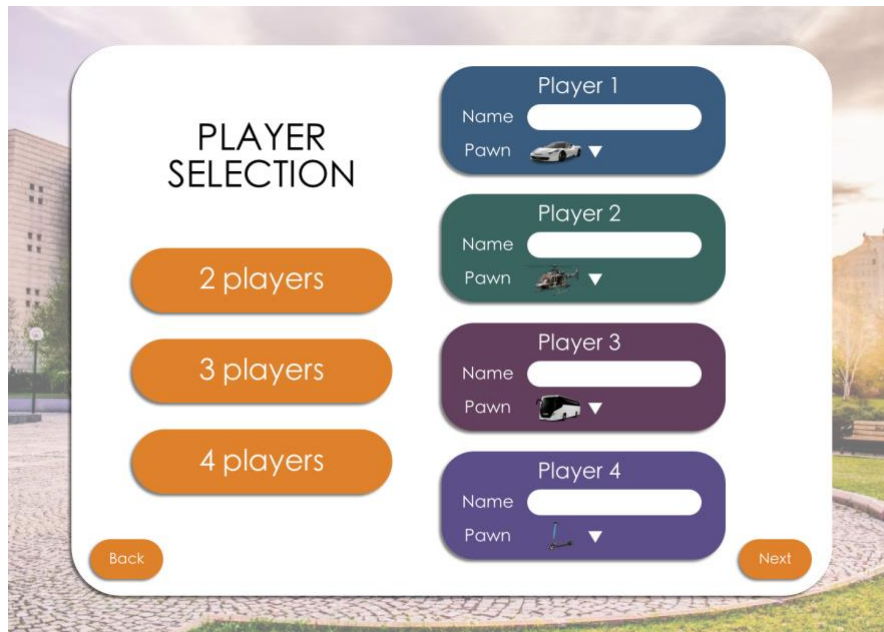 PLAYER
SELECTION
2 players
3 players
4 players
Back
Player 1
Name
Pawn
Player 2
Name
Pawn
Player 3
Name
Pawn
Player 4
Name
Pawn
Next